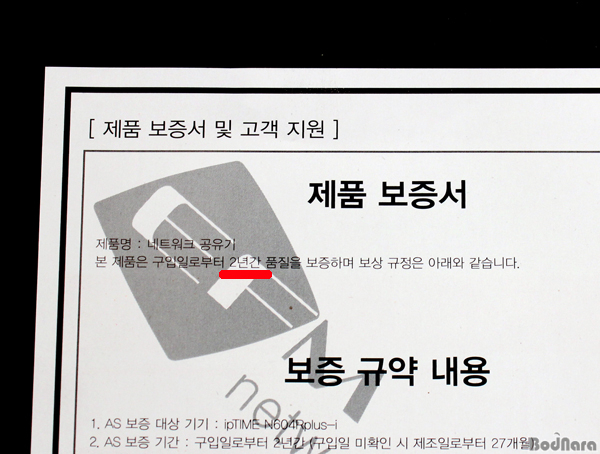 [ 제품 보증서 및 고객 지원 ]
제품 보증서
제품명 : 네트워크 공유기
본 제품은 구입일로부터 2년간 품질을 보증하며 보상 규정은 아래와 같습니다.
보증 규약 내용
1. AS 보증 대상 기기 : ipTIME N604Rplus-i
2. AS 보증 기간 : 구입일로부터 2년간 (구입일 미확인 시 제조일로부터 27개월)
BodNara